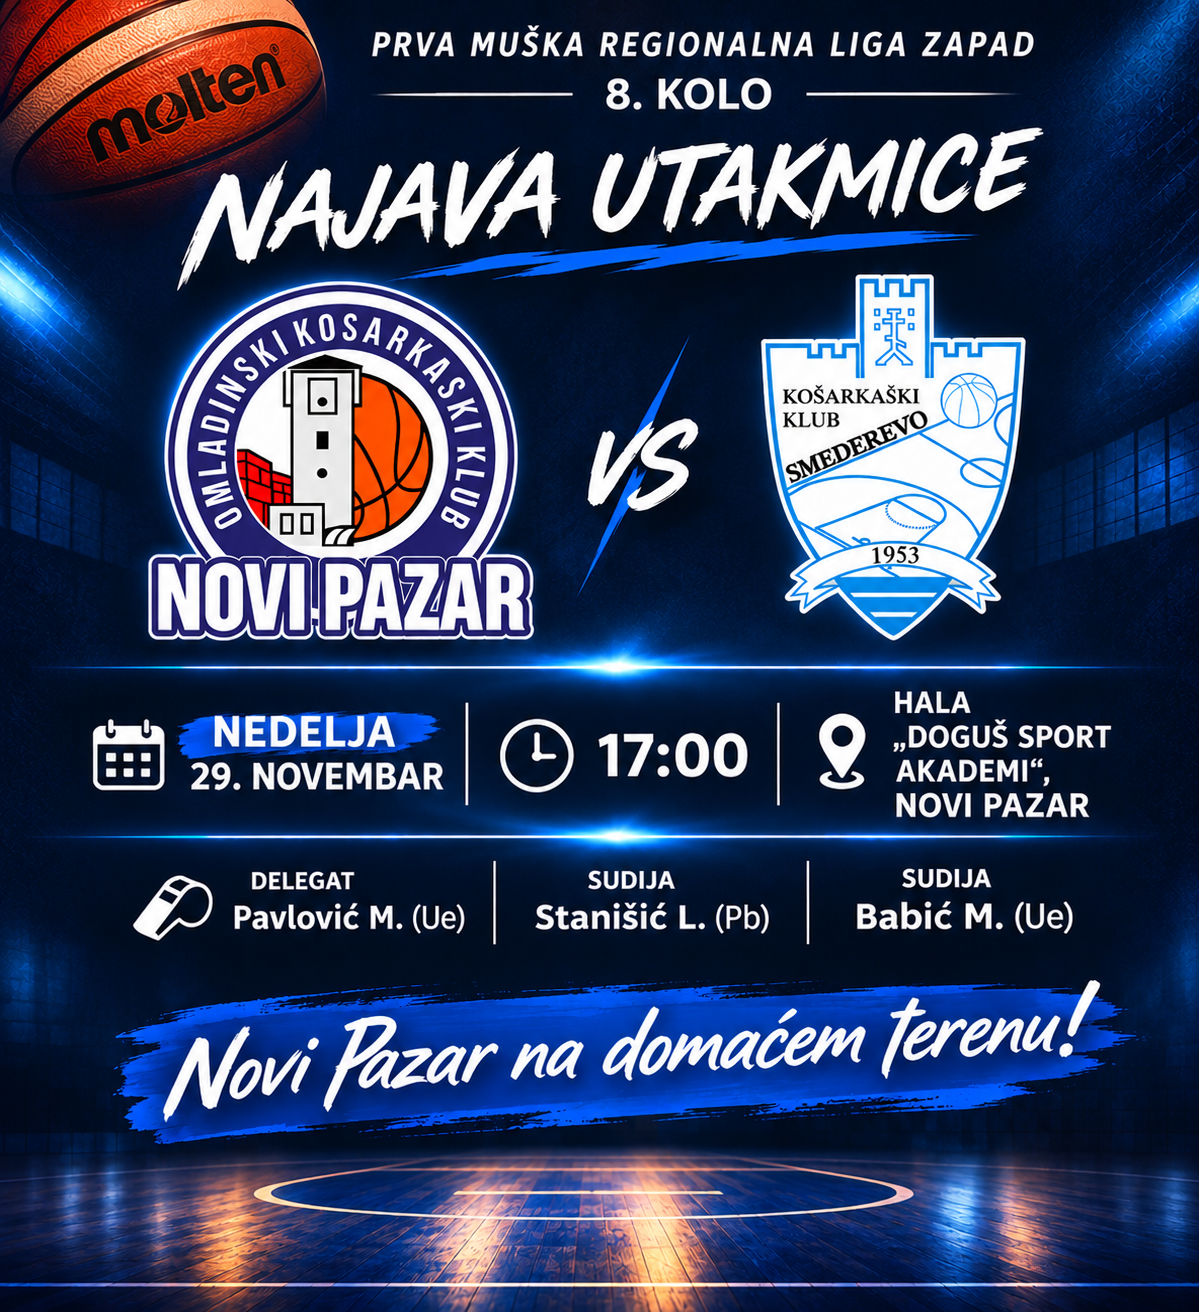 molten®
PRVA MUŠKA REGIONALNA LIGA ZAPAD
8. KOLO
NAJAVA UTAKMICE
OMLADINSKI KOSARKASKI KLUB
NOVI PAZAR
VS
KOŠARKAŠKI
KLUB
SMEDEREVO
1953
NEDELJA
29. NOVEMBAR
17:00
HALA
„DOGUŠ SPORT
AKADEMI“,
NOVI PAZAR
DELEGAT
Pavlović M. (Ue)
SUDIJA
Stanišić L. (Pb)
SUDIJA
Babić M. (Ue)
Novi Pazar na domaćem terenu!